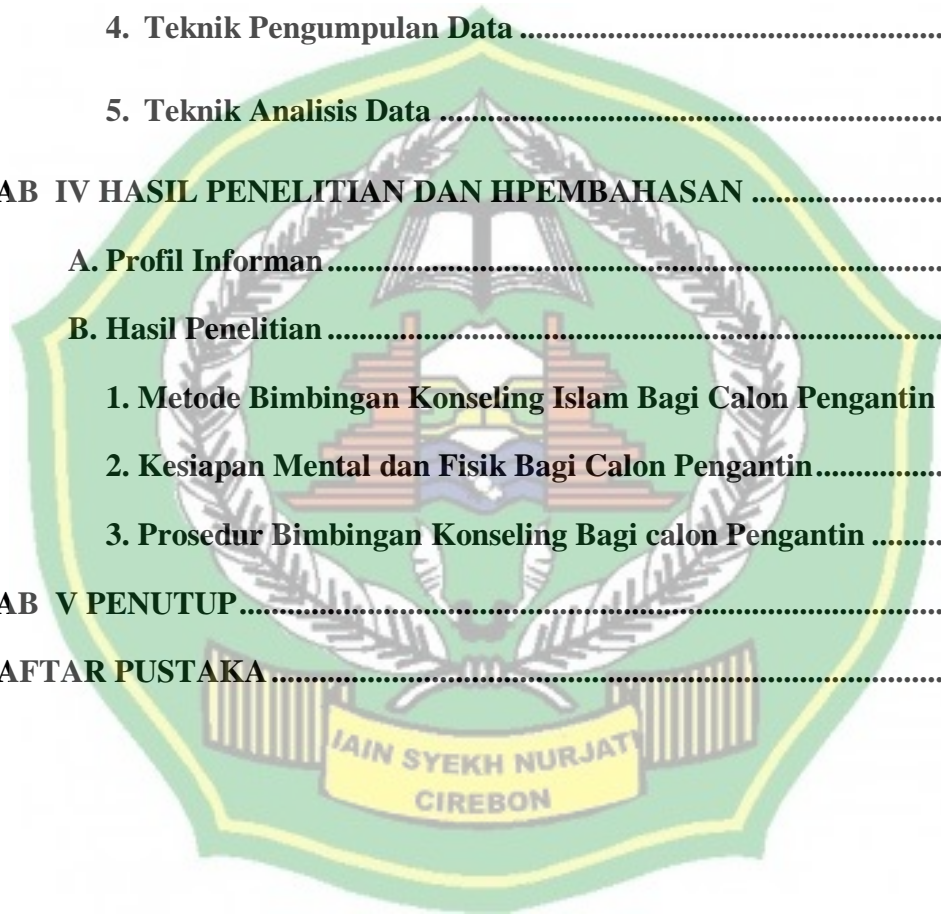 4. Teknik Pengumpulan Data ........................................................
5. Teknik Analisis Data ..................................................................
AB IV HASIL PENELITIAN DAN HPEMBAHASAN ........................
A. Profil Informan ...............................................................................
B. Hasil Penelitian ...............................................................................
1. Metode Bimbingan Konseling Islam Bagi Calon Pengantin
2. Kesiapan Mental dan Fisik Bagi Calon Pengantin ................
3. Prosedur Bimbingan Konseling Bagi calon Pengantin .........
AB V PENUTUP ...........................................................................................
AFTAR PUSTAKA .......................................................................................
IAIN SYEKH NURJATI
CIREBON